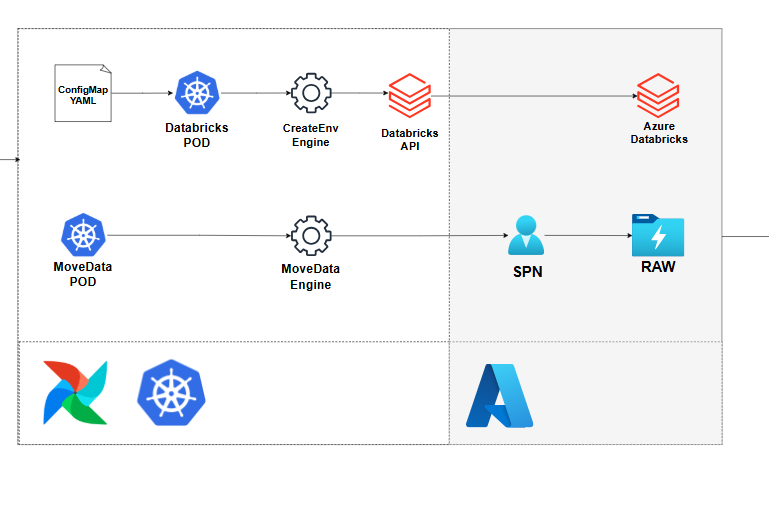 ConfigMap
YAML
Databricks
POD
CreateEnv
Engine
Databricks
API
Azure
Databricks
MoveData
POD
MoveData
Engine
SPN
RAW